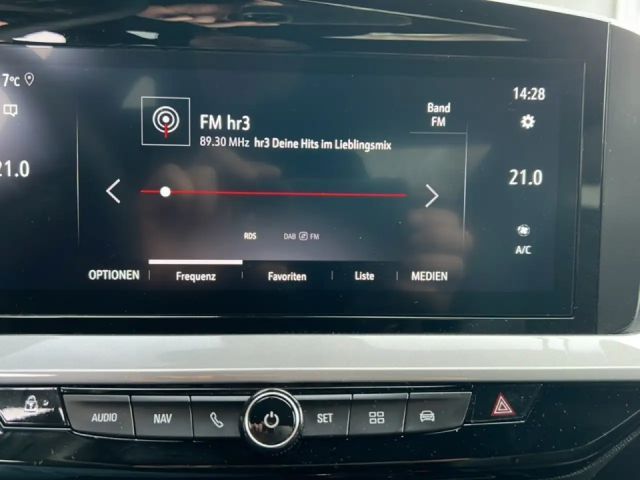 7°C
14:28
FM hr3
89.30 MHz hr3 Deine Hits im Lieblingsmix
Band
FM
21.0
21.0
RDS
DAB FM
A/C
OPTIONEN
Frequenz
Favoriten
Liste
MEDIEN
AUDIO
NAV
SET